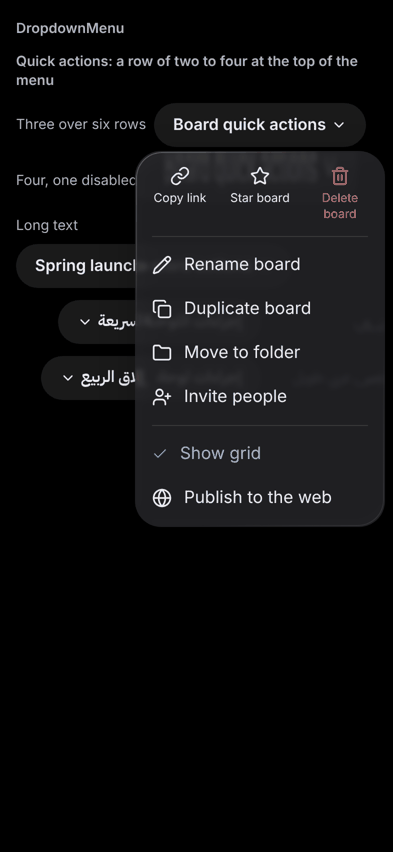 DropdownMenu
Quick actions: a row of two to four at the top of the
menu
Three over six rows
Board quick actions
Four, one disabled
Long text
Spring launch
Copy link
Star board
Delete
board
Rename board
Duplicate board
Move to folder
Invite people
Show grid
Publish to the web
سريعة
الربيع